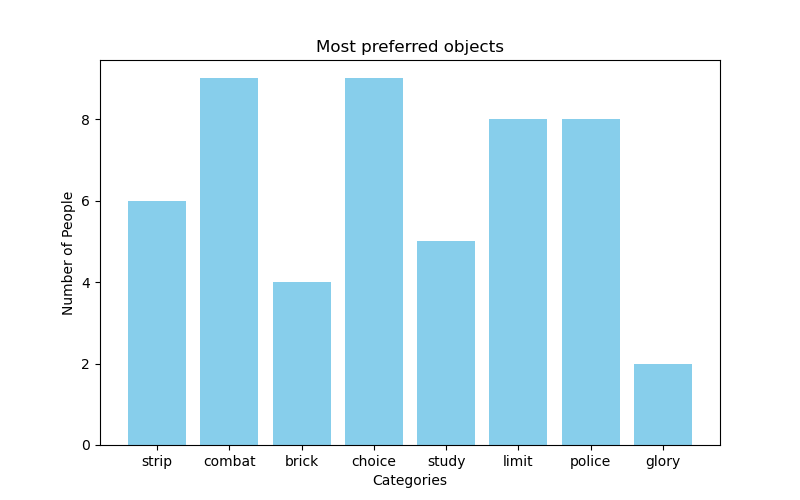 Most preferred objects
Number of People
8
6
4
2
0
strip combat brick choice study limit police glory
Categories